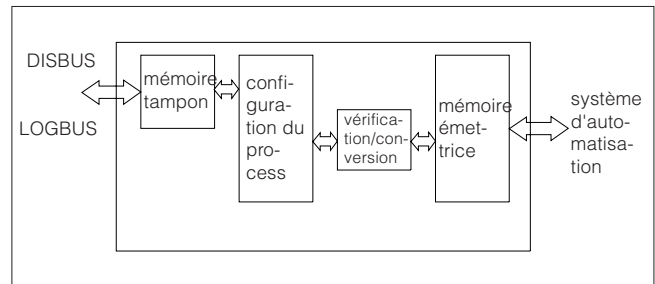 DISBUS
LOGBUS
mémoire
tampon
confi-
gura-
tion du
pro-
cess
vérifica-
tion/con-
version
mémoire
émet-
trice
système
d'auto-
matisa-
tion